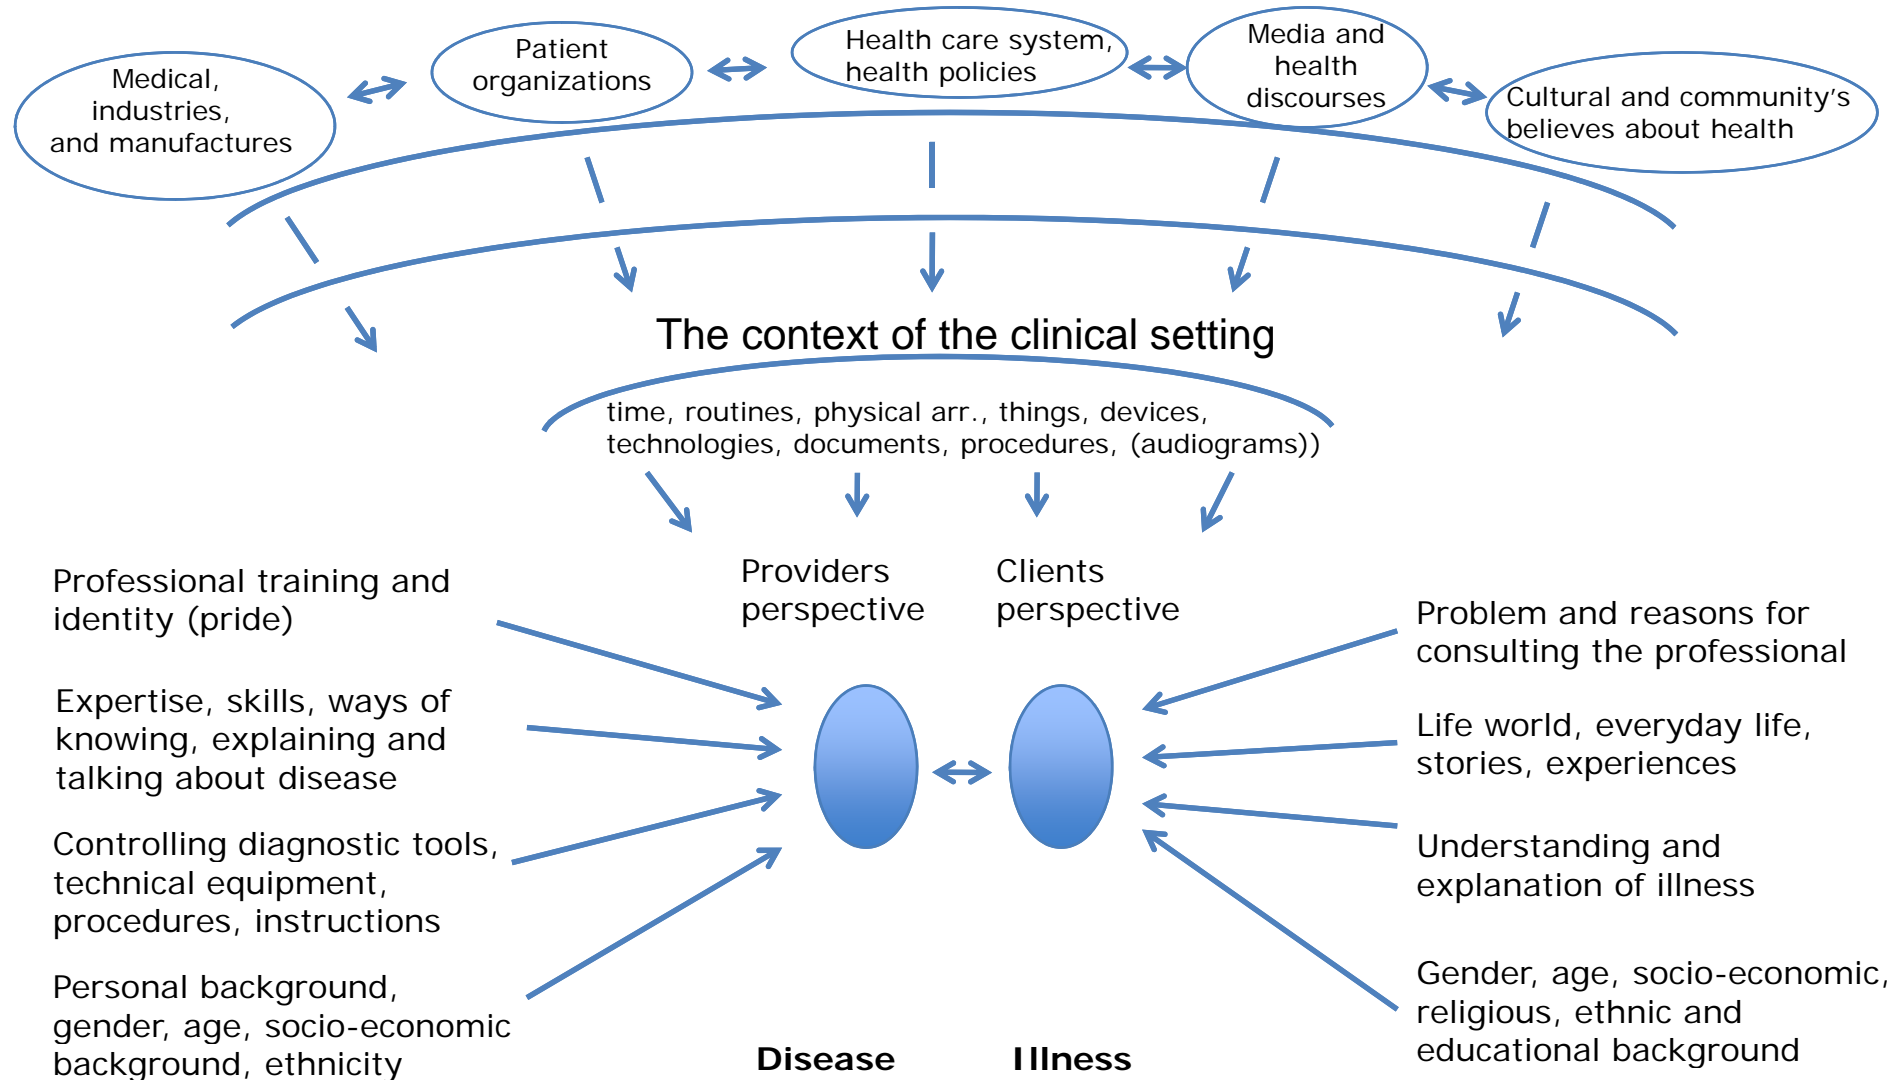 Medical,
industries,
and manufactures
Patient
organizations
Health care system,
health policies
Media and
health
discourses
Cultural and community's
believes about health
The context of the clinical setting
time, routines, physical arr., things, devices,
technologies, documents, procedures, (audiograms))
Providers
perspective
Clients
perspective
Professional training and
identity (pride)
Expertise, skills, ways of
knowing, explaining and
talking about disease
Controlling diagnostic tools,
technical equipment,
procedures, instructions
Personal background,
gender, age, socio-economic
background, ethnicity
Problem and reasons for
consulting the professional
Life world, everyday life,
stories, experiences
Understanding and
explanation of illness
Gender, age, socio-economic,
religious, ethnic and
educational background
Disease
Illness